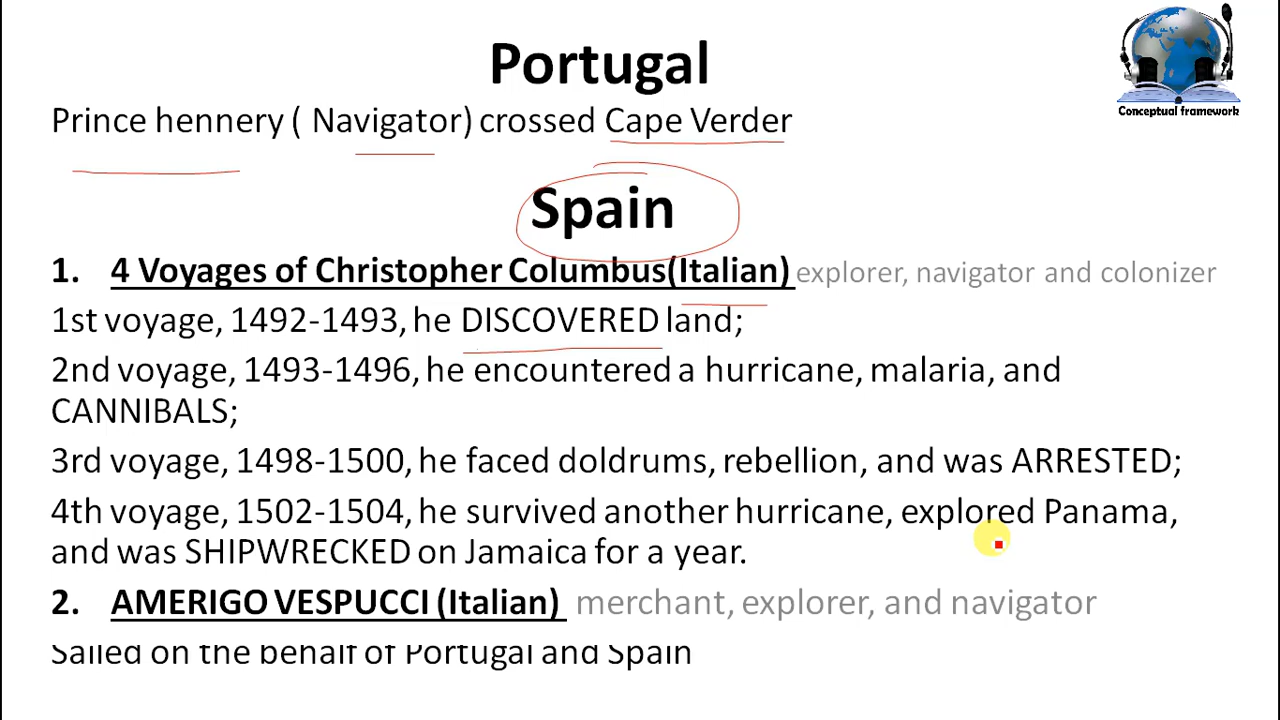 Conceptual framework
Portugal
Prince hennery ( Navigator) crossed Cape Verder
Spain
1. 4 Voyages of Christopher Columbus(Italian) explorer, navigator and colonizer
1st voyage, 1492-1493, he DISCOVERED land;
2nd voyage, 1493-1496, he encountered a hurricane, malaria, and
CANNIBALS;
3rd voyage, 1498-1500, he faced doldrums, rebellion, and was ARRESTED;
4th voyage, 1502-1504, he survived another hurricane, explored Panama,
and was SHIPWRECKED on Jamaica for a year.
2. AMERIGO VESPUCCI (Italian) merchant, explorer, and navigator
Sailed on the behalf of Portugal and Spain